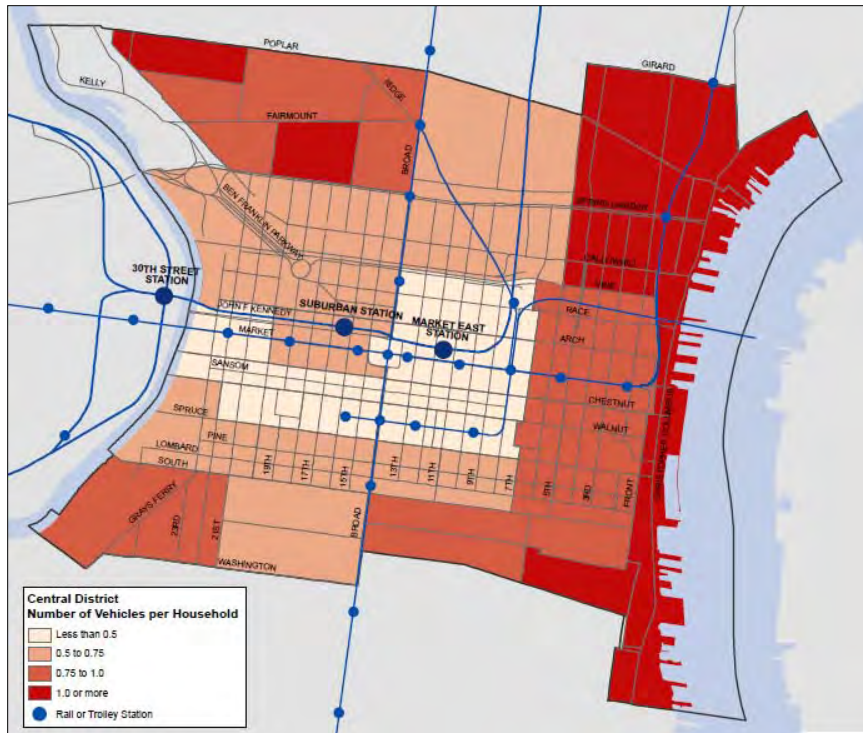 POPLAR
GIRARD
KELLY
RIDGE
FAIRMOUNT
BROAD
SPRING GARDEN
BEN FRANKLIN PARKWAY
CALLOWHILL
30TH STREET
STATION
VINE
JOHN F KENNEDY
SUBURBAN STATION
RACE
MARKET
MARKET EAST
STATION
ARCH
SANSOM
CHESTNUT
SPRUCE
WALNUT
PINE
LOMBARD
SOUTH
19TH
17TH
15TH
13TH
11TH
9TH
7TH
5TH
3RD
FRONT
GRAYS FERRY
23RD
21ST
BROAD
WASHINGTON
Central District
Number of Vehicles per Household
Less than 0.5
0.5 to 0.75
0.75 to 1.0
1.0 or more
Rail or Trolley Station